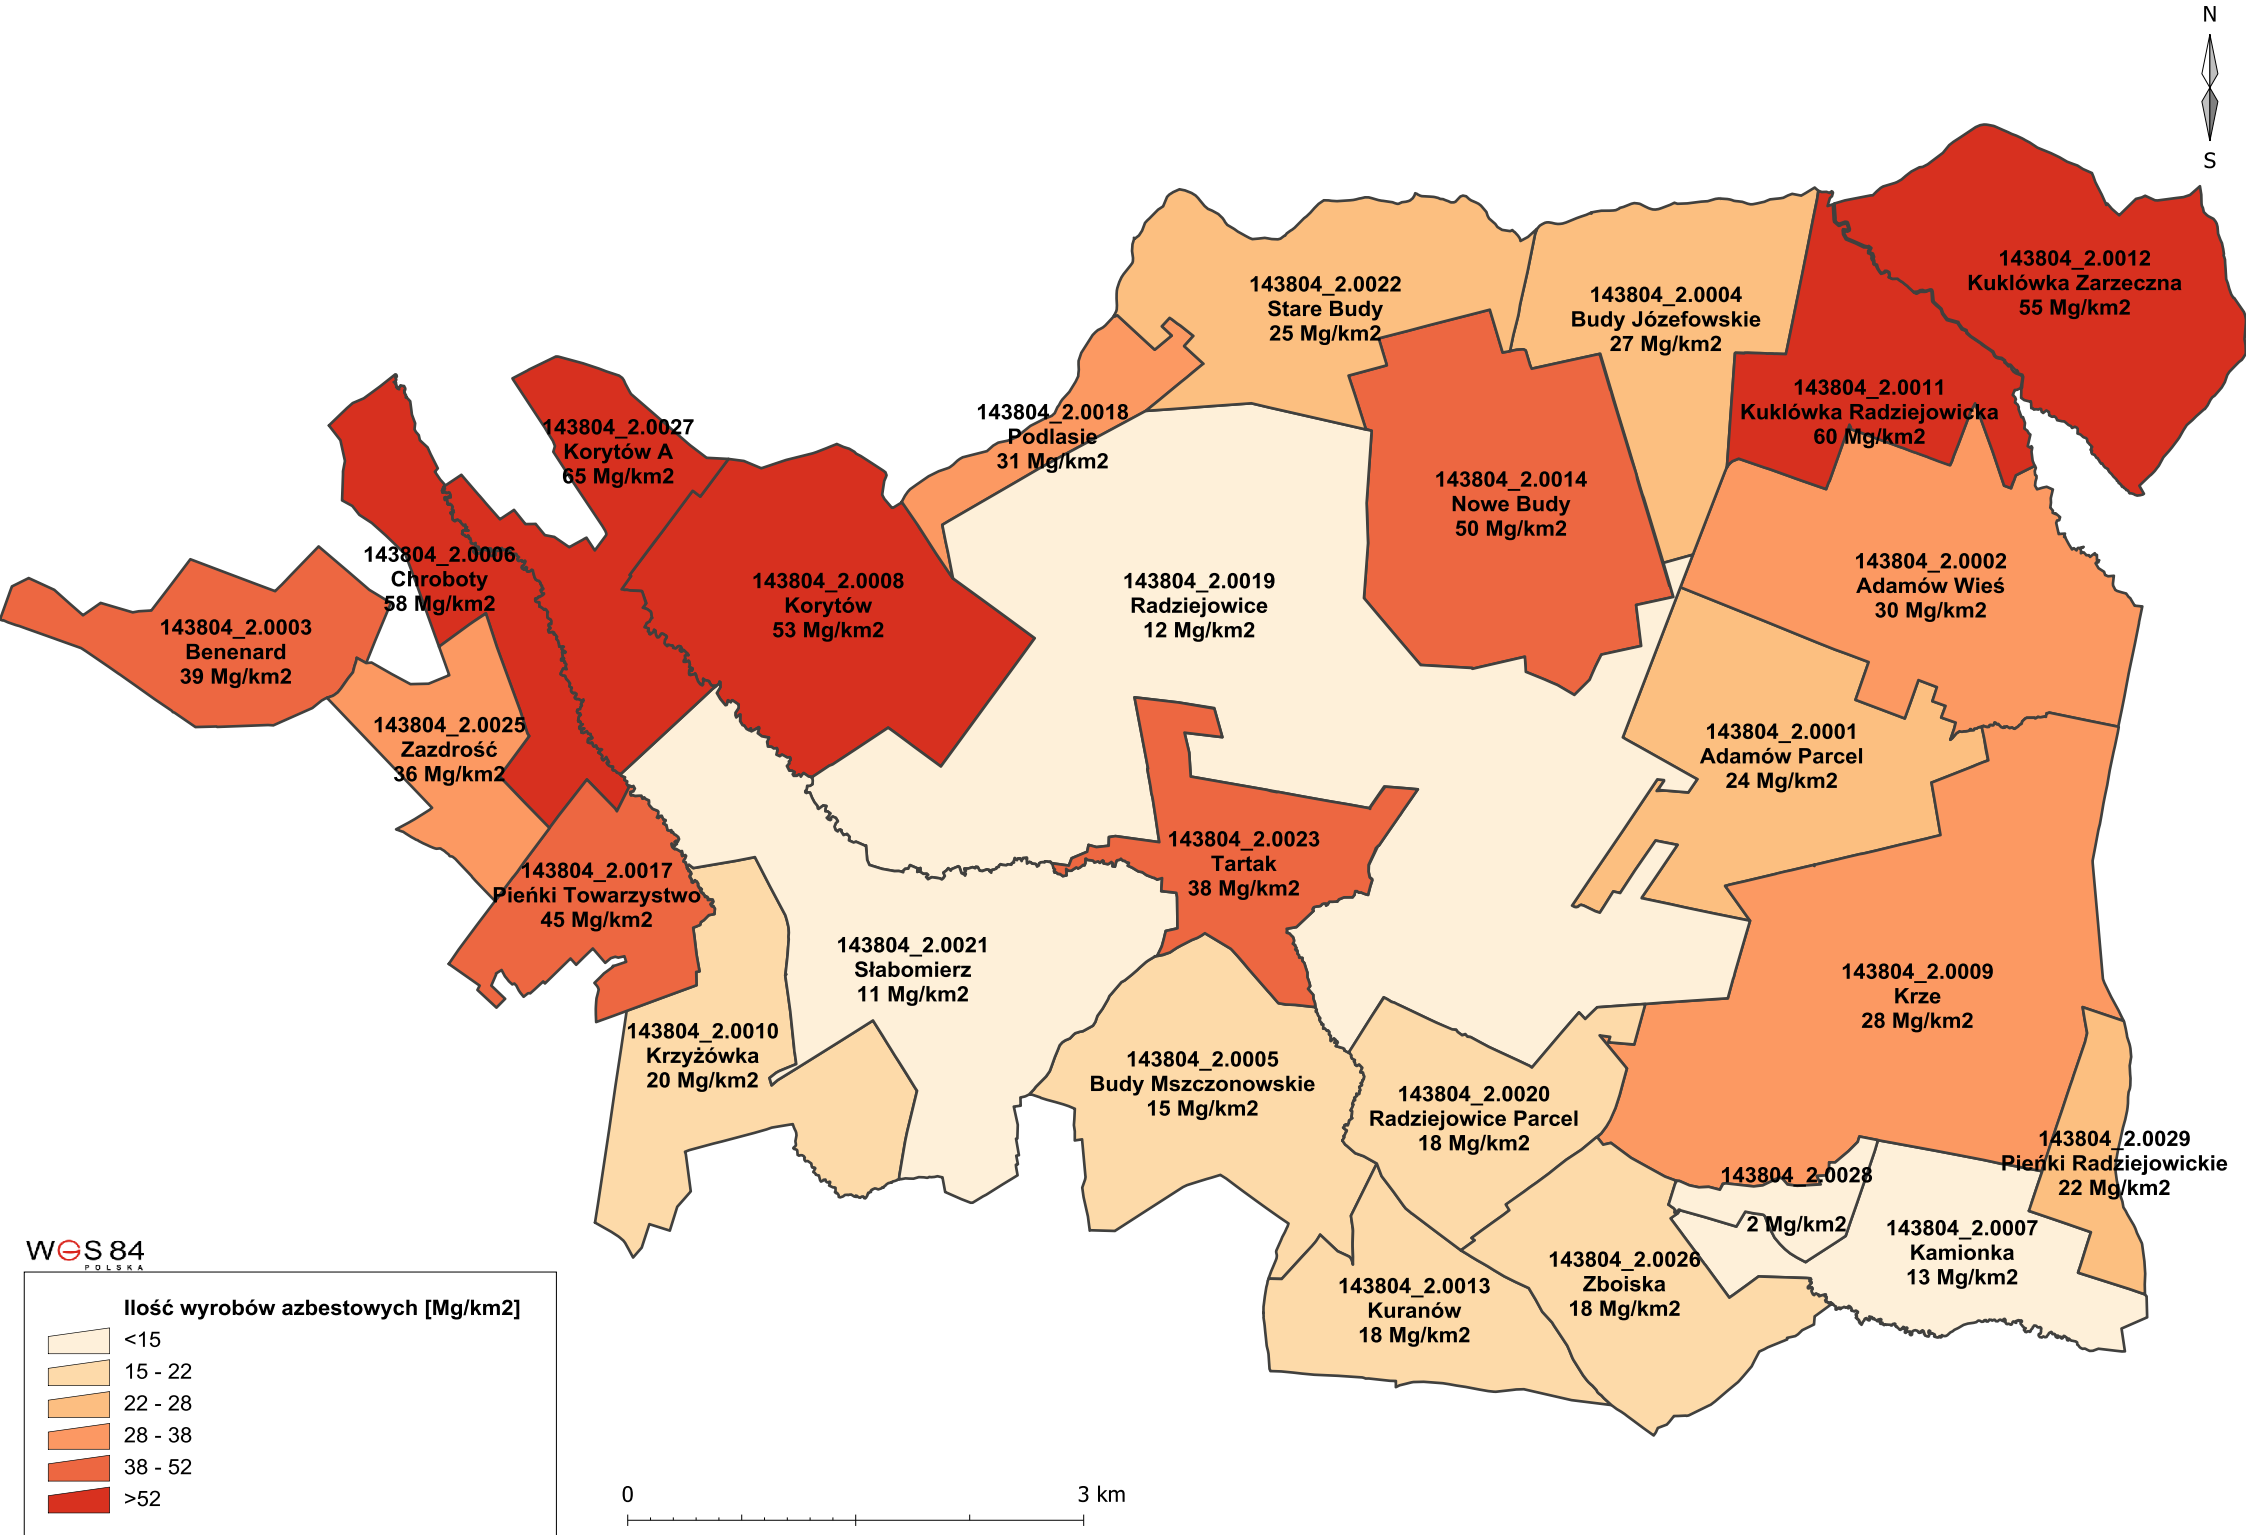 N
S
143804_2.0012
Kuklówka Zarzeczna
55 Mg/km2
143804_2.0022
Stare Budy
25 Mg/km2
143804_2.0004
Budy Józefowskie
27 Mg/km2
143804_2.0011
Kuklówka Radziejowicka
60 Mg/km2
143804_2.0018
Podlasie
31 Mg/km2
143804_2.0027
Korytów A
65 Mg/km2
143804_2.0014
Nowe Budy
50 Mg/km2
143804_2.0006
Chroboty
58 Mg/km2
143804_2.0002
Adamów Wieś
30 Mg/km2
143804_2.0008
Korytów
53 Mg/km2
143804_2.0019
Radziejowice
12 Mg/km2
143804_2.0003
Benenard
39 Mg/km2
143804_2.0025
Zazdrość
36 Mg/km2
143804_2.0001
Adamów Parcel
24 Mg/km2
143804_2.0023
Tartak
38 Mg/km2
143804_2.0017
Pieńki Towarzystwo
45 Mg/km2
143804_2.0021
Słabomierz
11 Mg/km2
143804_2.0009
Krze
28 Mg/km2
143804_2.0010
Krzyżówka
20 Mg/km2
143804_2.0005
Budy Mszczonowskie
15 Mg/km2
143804_2.0020
Radziejowice Parcel
18 Mg/km2
143804_2.0029
Pieńki Radziejowickie
22 Mg/km2
143804_2.0028
2 Mg/km2
143804_2.0007
Kamionka
13 Mg/km2
143804_2.0026
Zboiska
18 Mg/km2
143804_2.0013
Kuranów
18 Mg/km2
WGS 84
POLSKA
Ilość wyrobów azbestowych [Mg/km2]
<15
15 - 22
22 - 28
28 - 38
38 - 52
>52
0
3 km